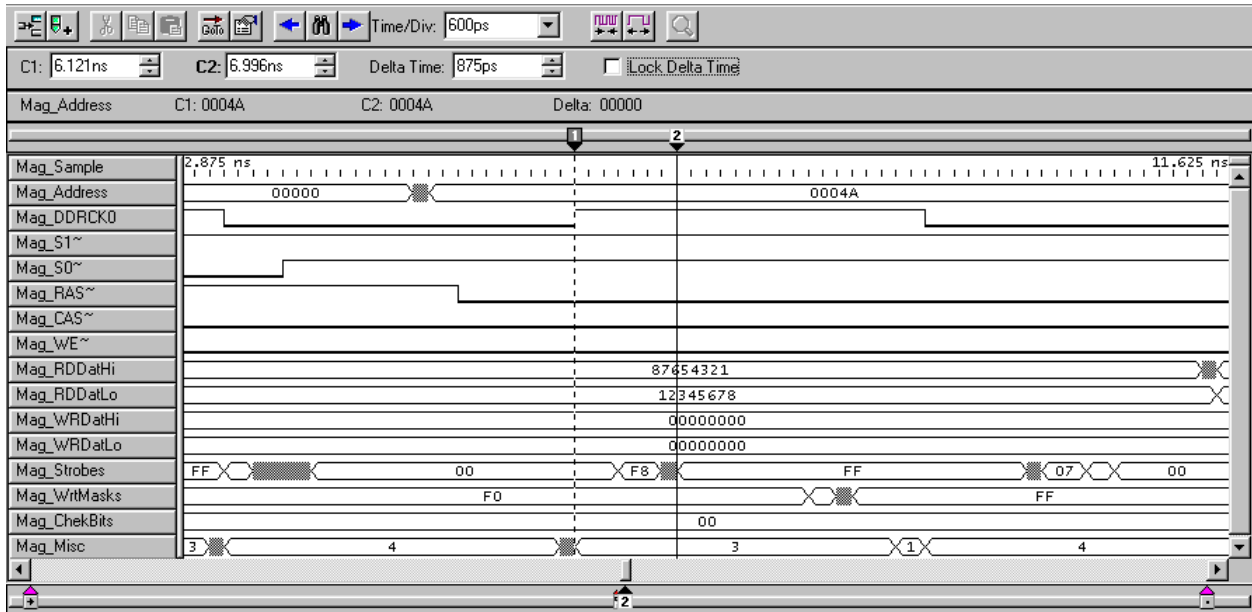 Goto Time/Div: 600ps
C1: 6.121ns C2: 6.996ns Delta Time: 875ps Lock Delta Time
Mag_Address C1: 0004A C2: 0004A Delta: 00000
1 2
Mag_Sample 2.875 ns 11.625 ns
Mag_Address 00000 0004A
Mag_DDRCK0
Mag_S1~
Mag_S0~
Mag_RAS~
Mag_CAS~
Mag_WE~
Mag_RDDatHi 87654321
Mag_RDDatLo 12345678
Mag_WRDatHi 00000000
Mag_WRDatLo 00000000
Mag_Strobes FF 00 F8 FF 07 00
Mag_WrtMasks F0 FF
Mag_ChekBits 00
Mag_Misc 3 4 3 1 4
2